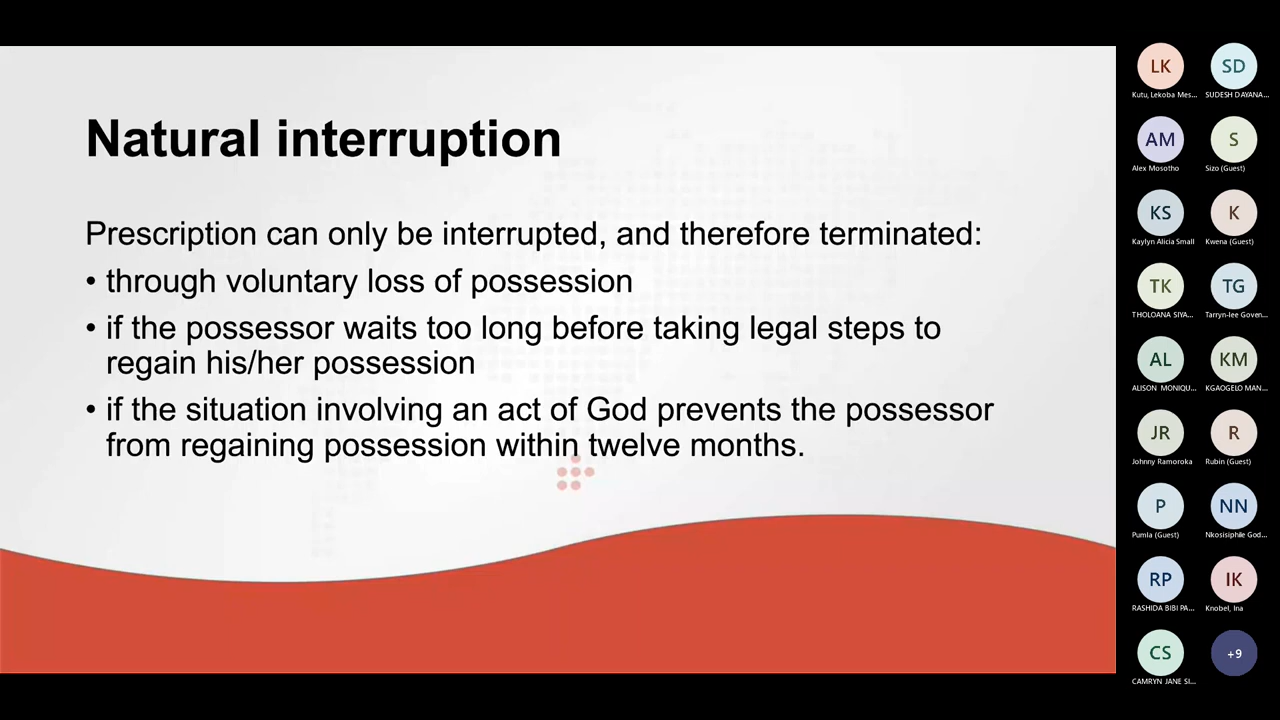 Natural interruption
Prescription can only be interrupted, and therefore terminated:
• through voluntary loss of possession
• if the possessor waits too long before taking legal steps to
regain his/her possession
• if the situation involving an act of God prevents the possessor
from regaining possession within twelve months.
LK SD
Kutu, Lekoba Mes... SUDESH DAYANA...
AM S
Alex Mosotho Sizo (Guest)
KS K
Kaylyn Alicia Small Kwena (Guest)
TK TG
THOLOANA SIYA... Tarryn-lee Goven...
AL KM
ALISON MONIQU... KGAOGELO MAN...
JR R
Johnny Ramoroka Rubin (Guest)
P NN
Pumla (Guest) Nkosisiphile God...
RP IK
RASHIDA BIBI PA... Knobel, Ina
CS +9
CAMRYN JANE SI...